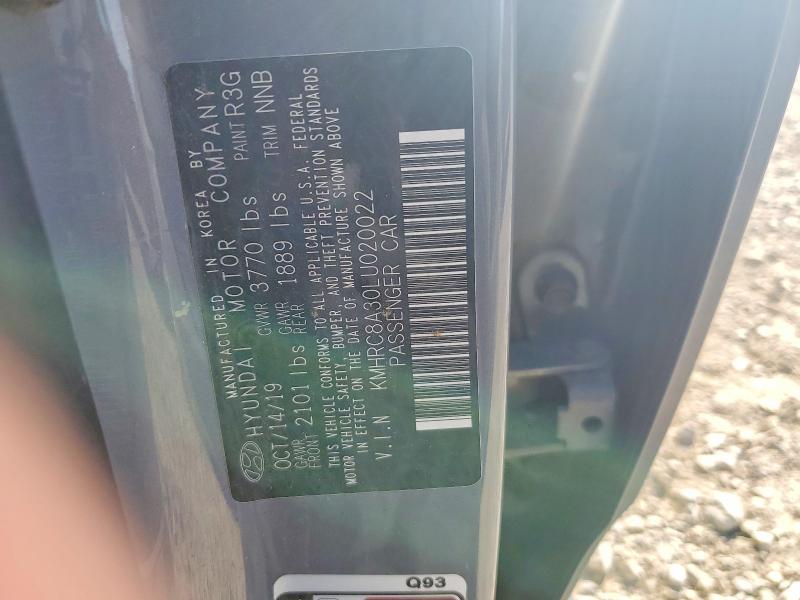 MANUFACTURED IN KOREA BY
HYUNDAI MOTOR COMPANY
OCT/14/19 GVWR 3770 lbs PAINT R3G
GAWR FRONT 2101 lbs GAWR REAR 1889 lbs TRIM NNB
THIS VEHICLE CONFORMS TO ALL APPLICABLE U.S.A. FEDERAL
MOTOR VEHICLE SAFETY, BUMPER, AND THEFT PREVENTION STANDARDS
IN EFFECT ON THE DATE OF MANUFACTURE SHOWN ABOVE
V.I.N KMHRC8A30LU020022
PASSENGER CAR
Q93